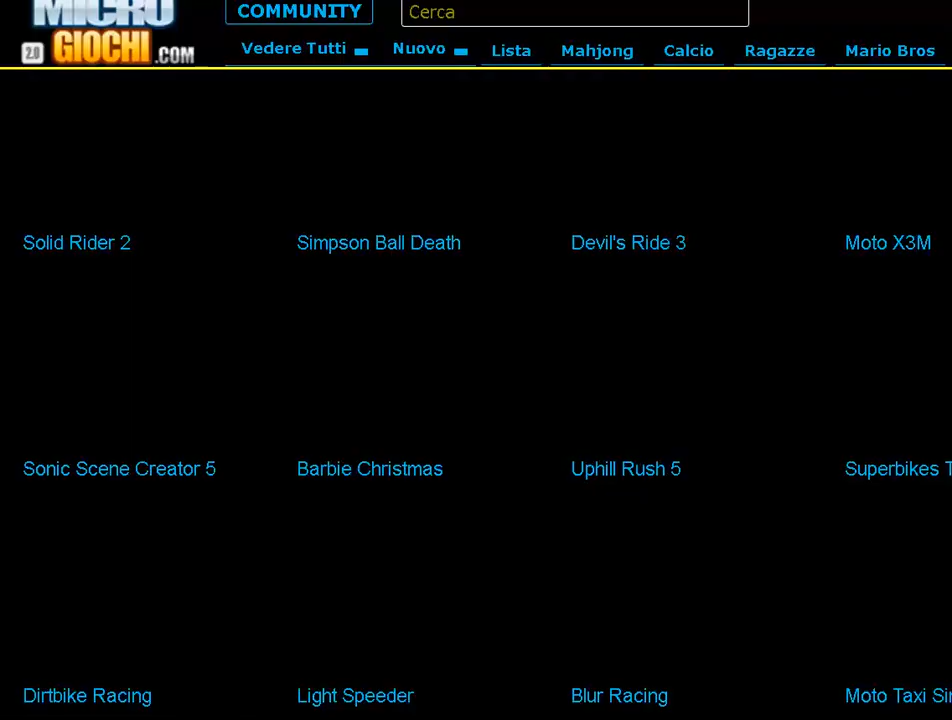 MICRO
COMMUNITY
Cerca
2.0 GIOCHI.COM
Vedere Tutti
Nuovo
Lista
Mahjong
Calcio
Ragazze
Mario Bros
Solid Rider 2
Simpson Ball Death
Devil's Ride 3
Moto X3M
Sonic Scene Creator 5
Barbie Christmas
Uphill Rush 5
Superbikes
Dirtbike Racing
Light Speeder
Blur Racing
Moto Taxi